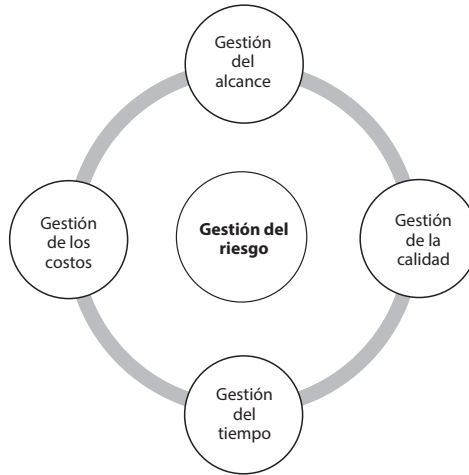 Gestión
del
alcance
Gestión
de los
costos
Gestión del
riesgo
Gestión
de la
calidad
Gestión
del
tiempo